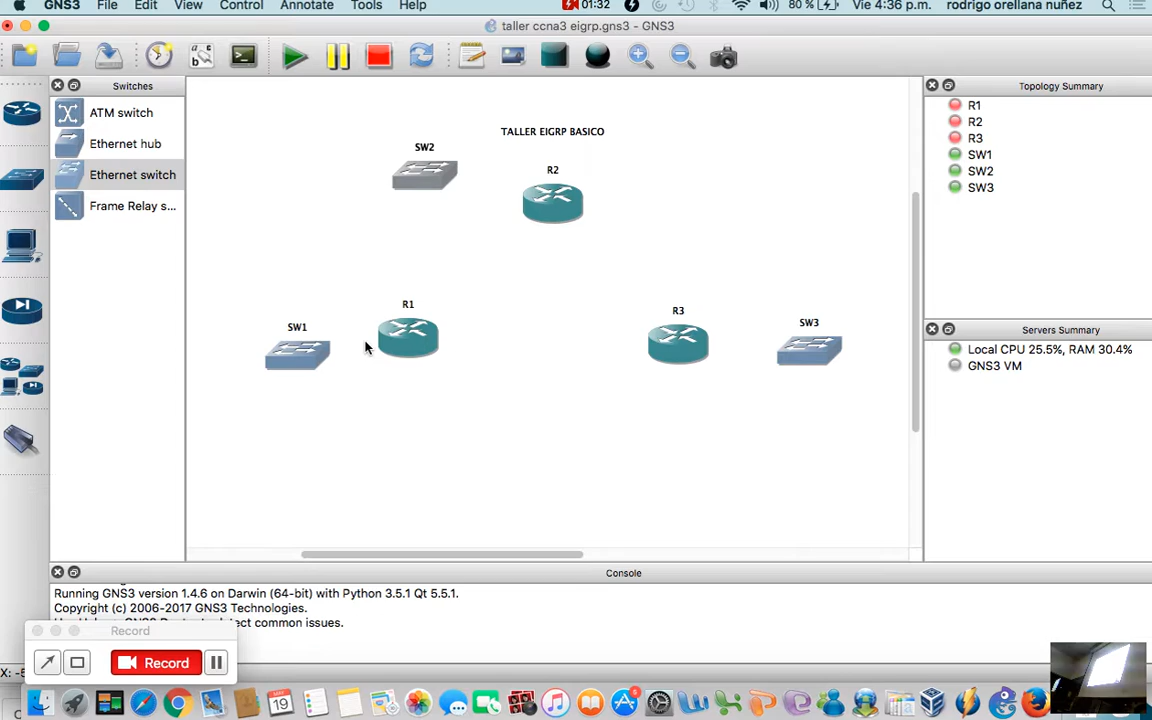 GNS3 File Edit View Control Annotate Tools Help 01:32 80% Vie 4:36 p.m. rodrigo orellana nuñez
taller ccna3 eigrp.gns3 - GNS3
Switches
ATM switch
Ethernet hub
Ethernet switch
Frame Relay s...
TALLER EIGRP BASICO
SW2
R2
R1
R3
SW1
SW3
Topology Summary
R1
R2
R3
SW1
SW2
SW3
Servers Summary
Local CPU 25.5%, RAM 30.4%
GNS3 VM
Console
Running GNS3 version 1.4.6 on Darwin (64-bit) with Python 3.5.1 Qt 5.5.1.
Copyright (c) 2006-2017 GNS3 Technologies.
ect common issues.
Record
Record
X: -5
19